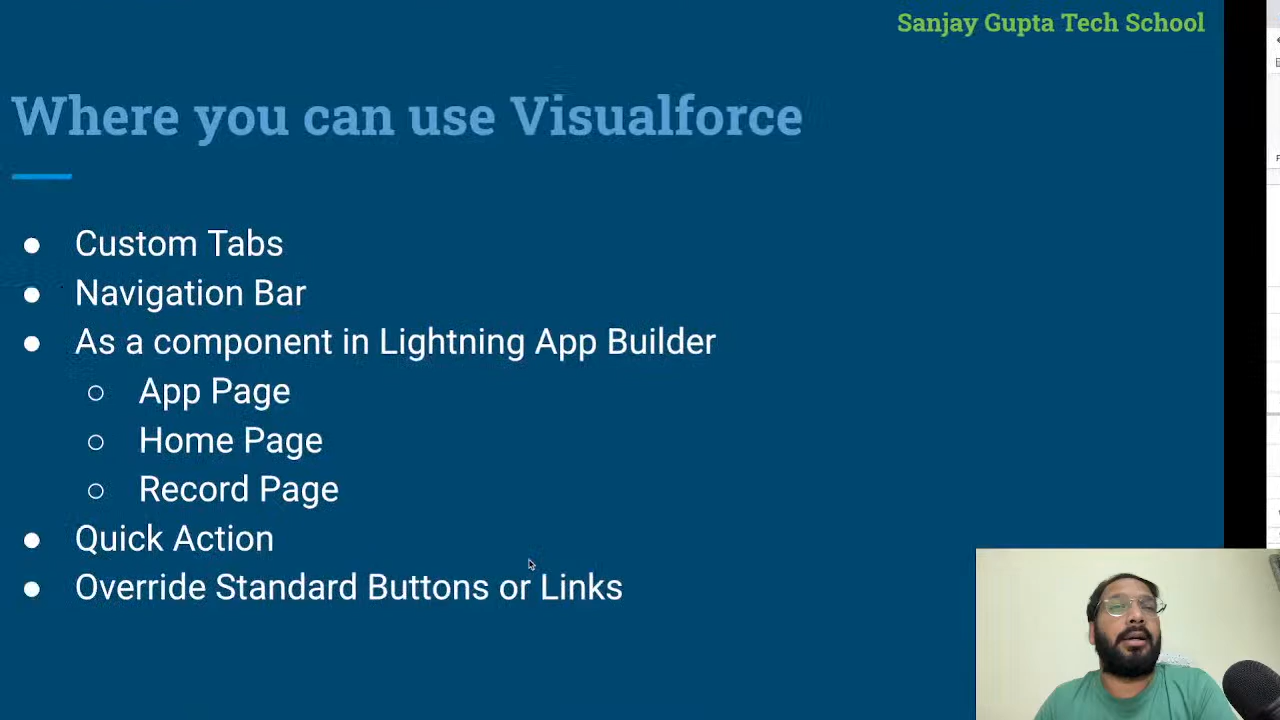 Sanjay Gupta Tech School
Where you can use Visualforce
● Custom Tabs
● Navigation Bar
● As a component in Lightning App Builder
○ App Page
○ Home Page
○ Record Page
● Quick Action
● Override Standard Buttons or Links